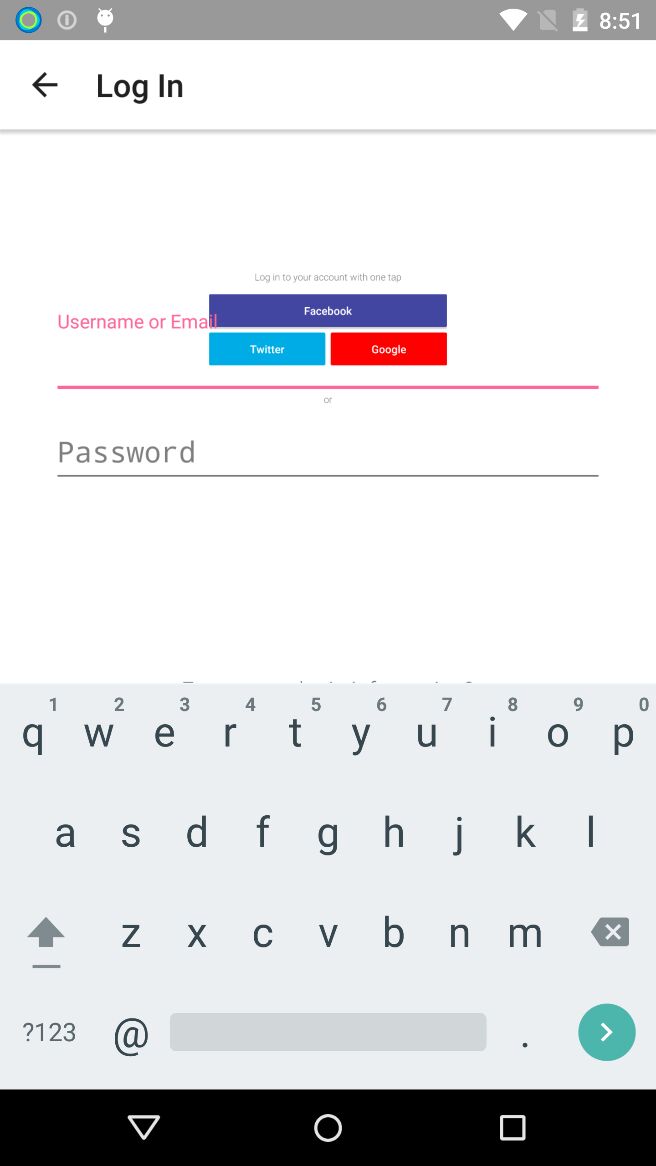 8:51
Log In
Log in to your account with one tap
Facebook
Username or Email
Twitter Google
or
Password
1 2 3 4 5 6 7 8 9 0
q w e r t y u i o p
a s d f g h j k l
z x c v b n m
?123 @ .